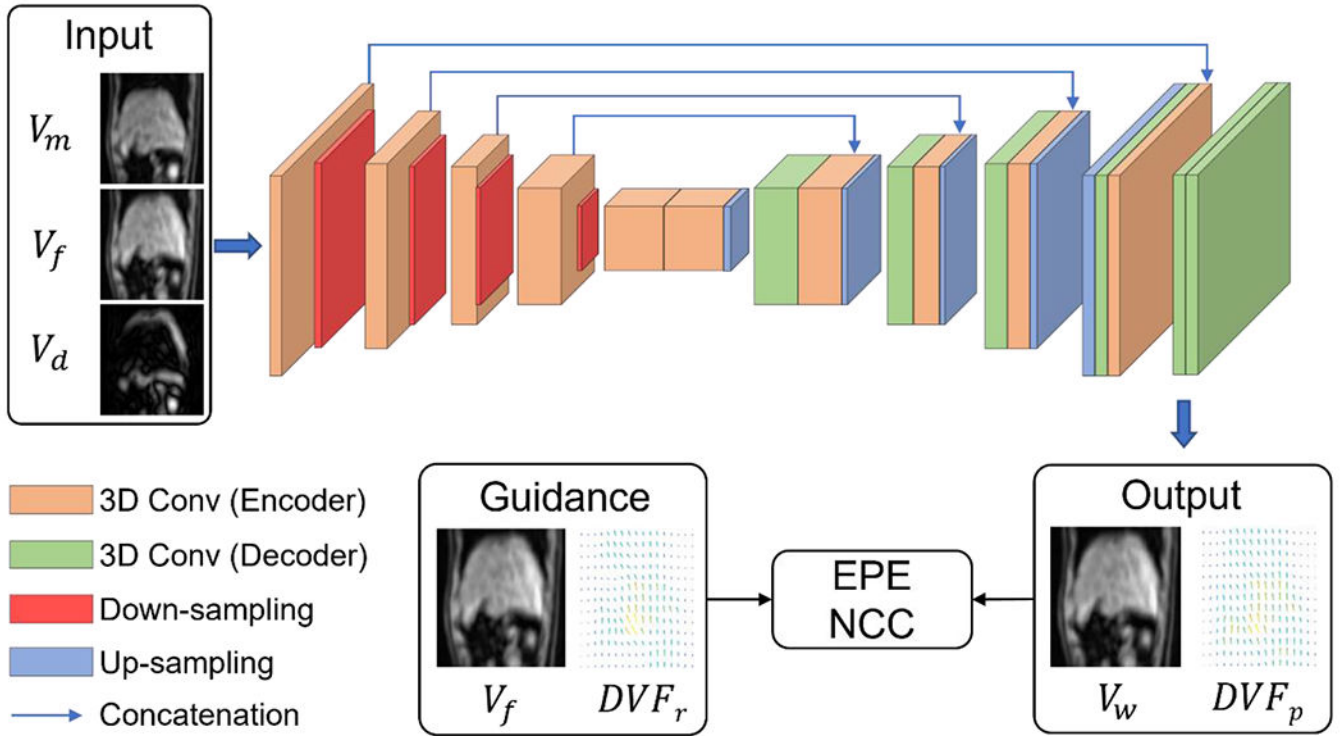 Input
V_m
V_f
V_d
3D Conv (Encoder)
3D Conv (Decoder)
Down-sampling
Up-sampling
Concatenation
Guidance
V_f DVF_r
EPE
NCC
Output
V_w DVF_p